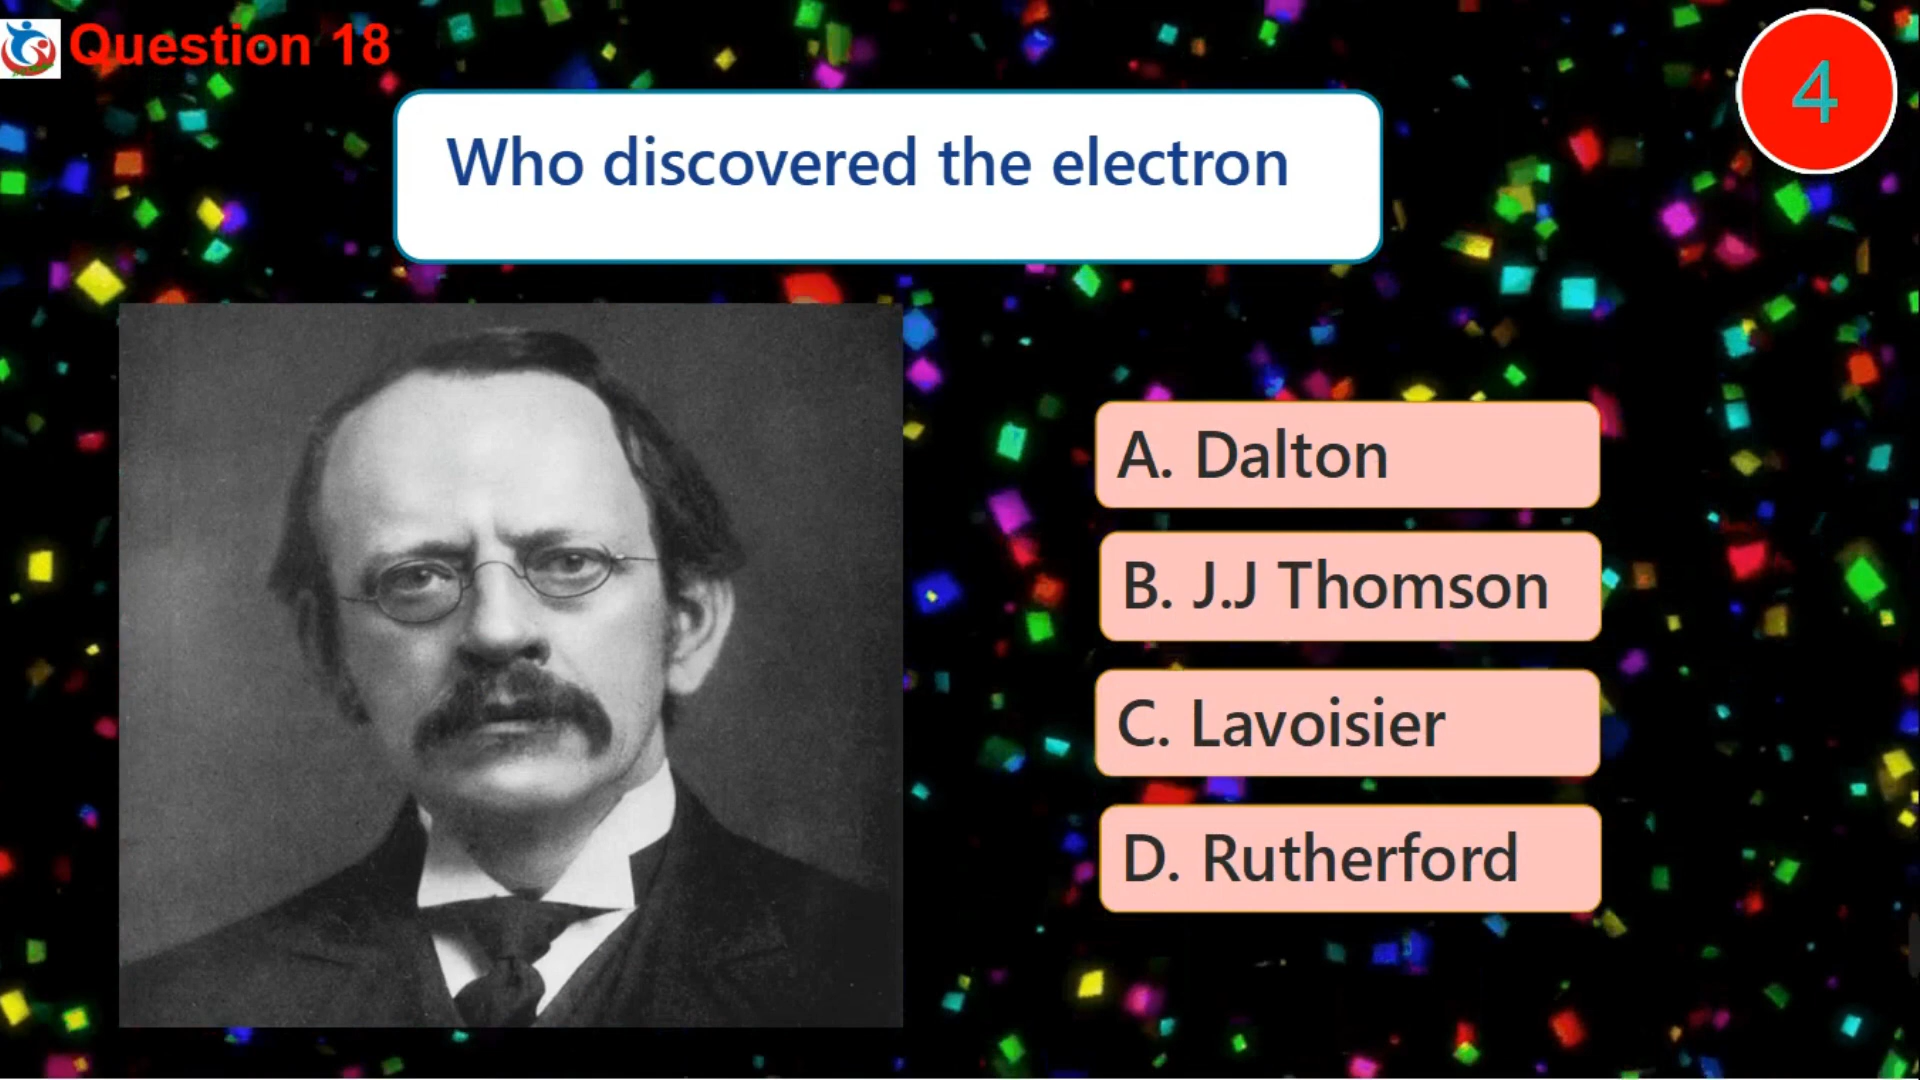 Question 18
4
Who discovered the electron
A. Dalton
B. J.J Thomson
C. Lavoisier
D. Rutherford